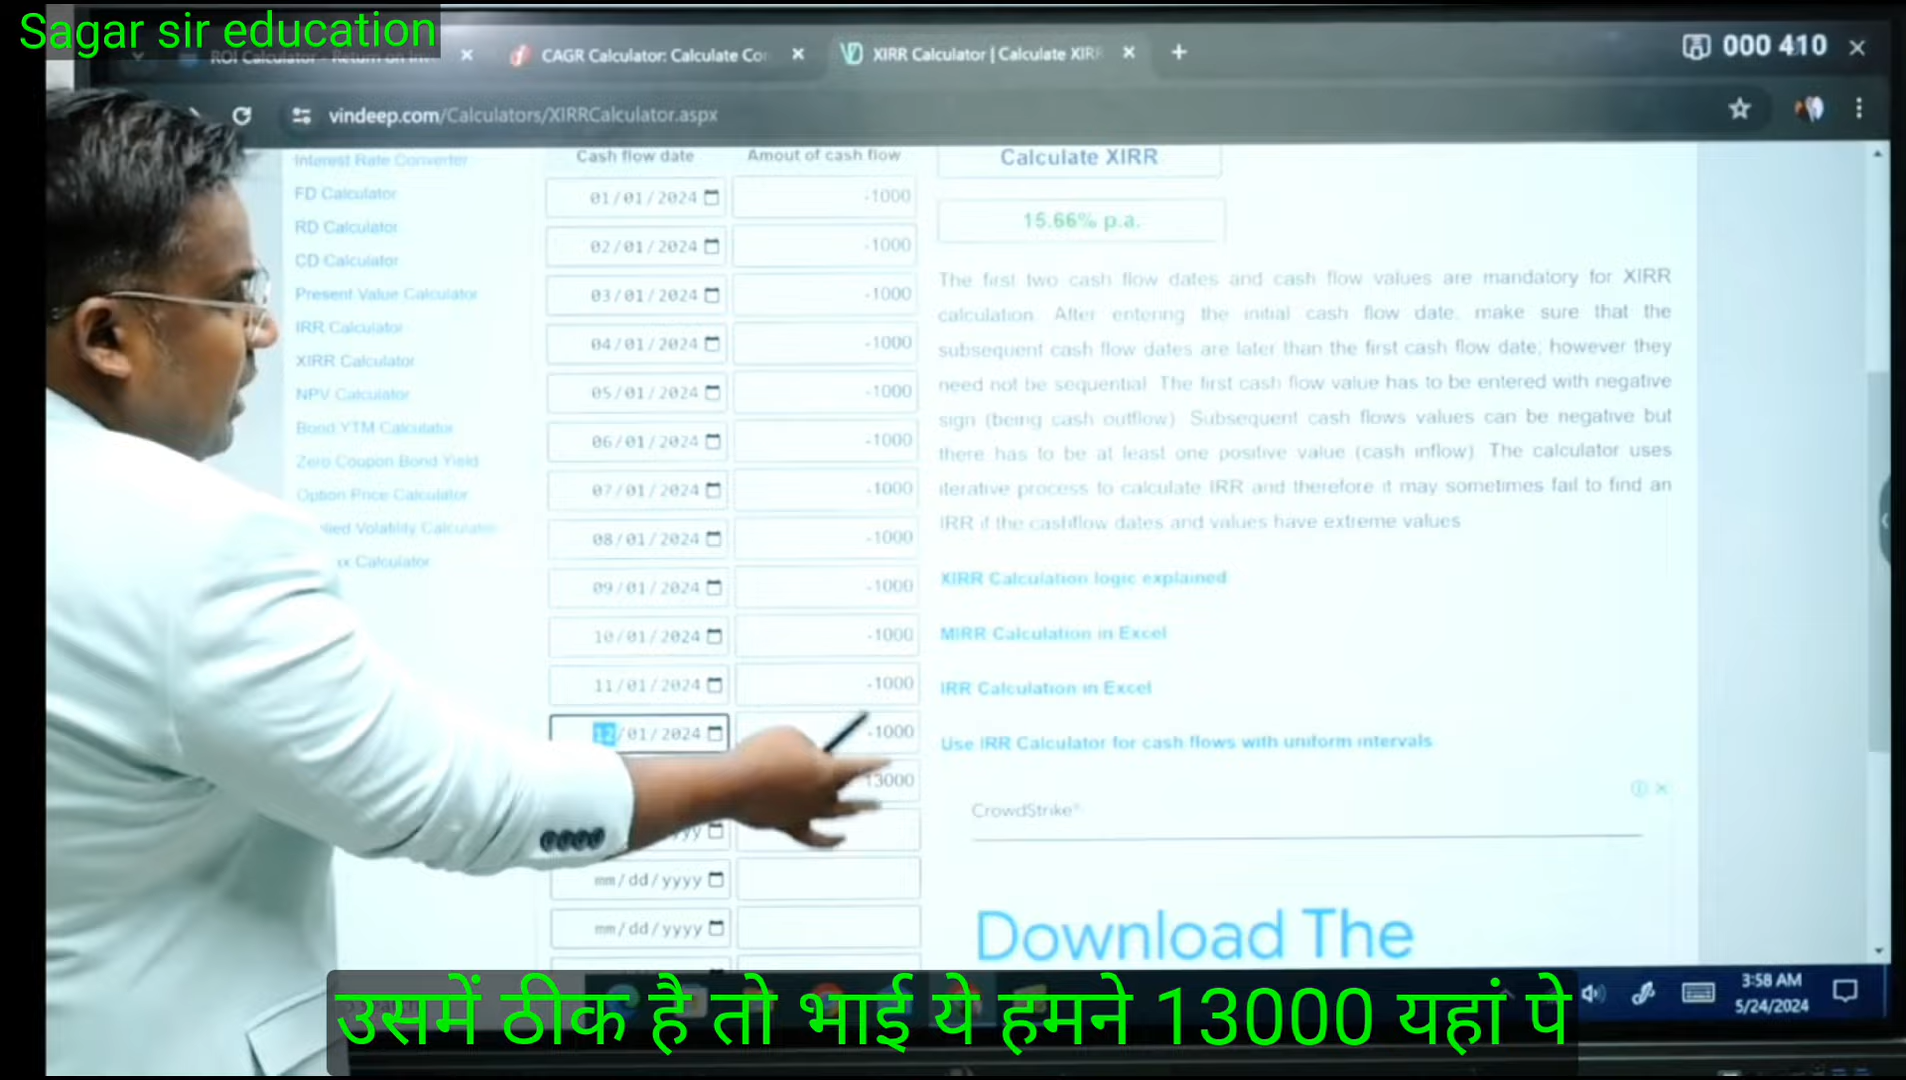 Sagar sir education
ROI Calculator - Return on Inv
CAGR Calculator: Calculate Co
XIRR Calculator | Calculate XIRR
000 410
vindeep.com/Calculators/XIRRCalculator.aspx
Interest Rate Converter
FD Calculator
RD Calculator
CD Calculator
Present Value Calculator
IRR Calculator
XIRR Calculator
NPV Calculator
Bond YTM Calculator
Zero Coupon Bond Yield
Option Price Calculator
Volatility Calculator
Calculator
Cash flow date Amout of cash flow
01/01/2024 -1000
02/01/2024 -1000
03/01/2024 -1000
04/01/2024 -1000
05/01/2024 -1000
06/01/2024 -1000
07/01/2024 -1000
08/01/2024 -1000
09/01/2024 -1000
10/01/2024 -1000
11/01/2024 -1000
12/01/2024 -1000
13000
mm/dd/yyyy
mm/dd/yyyy
Calculate XIRR
15.66% p.a.
The first two cash flow dates and cash flow values are mandatory for XIRR
calculation. After entering the initial cash flow date, make sure that the
subsequent cash flow dates are later than the first cash flow date; however they
need not be sequential. The first cash flow value has to be entered with negative
sign (being cash outflow). Subsequent cash flows values can be negative but
there has to be at least one positive value (cash inflow). The calculator uses
iterative process to calculate IRR and therefore it may sometimes fail to find an
IRR if the cashflow dates and values have extreme values
XIRR Calculation logic explained
MIRR Calculation in Excel
IRR Calculation in Excel
Use IRR Calculator for cash flows with uniform intervals
CrowdStrike®
Download The
3:58 AM
5/24/2024
उसमें ठीक है तो भाई ये हमने 13000 यहां पे